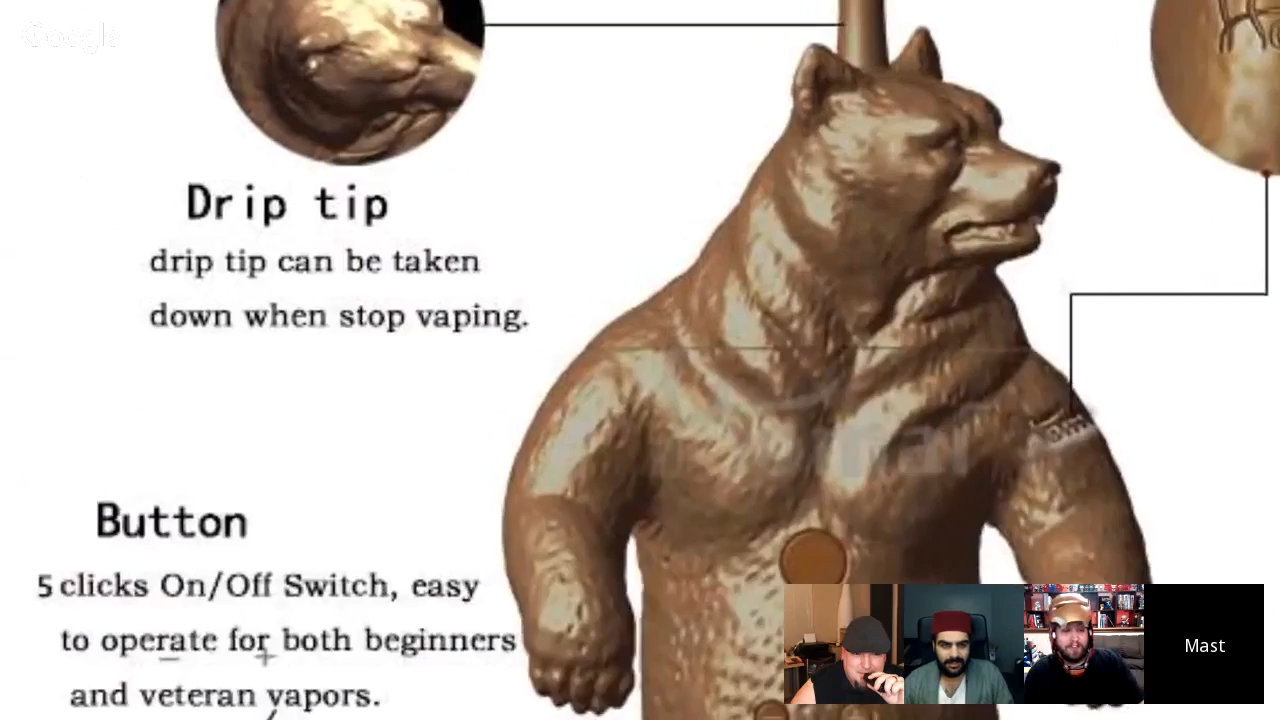 Google
Drip tip
drip tip can be taken
down when stop vaping.
Button
5 clicks On/Off Switch, easy
to operate for both beginners
and veteran vapors.
Mast